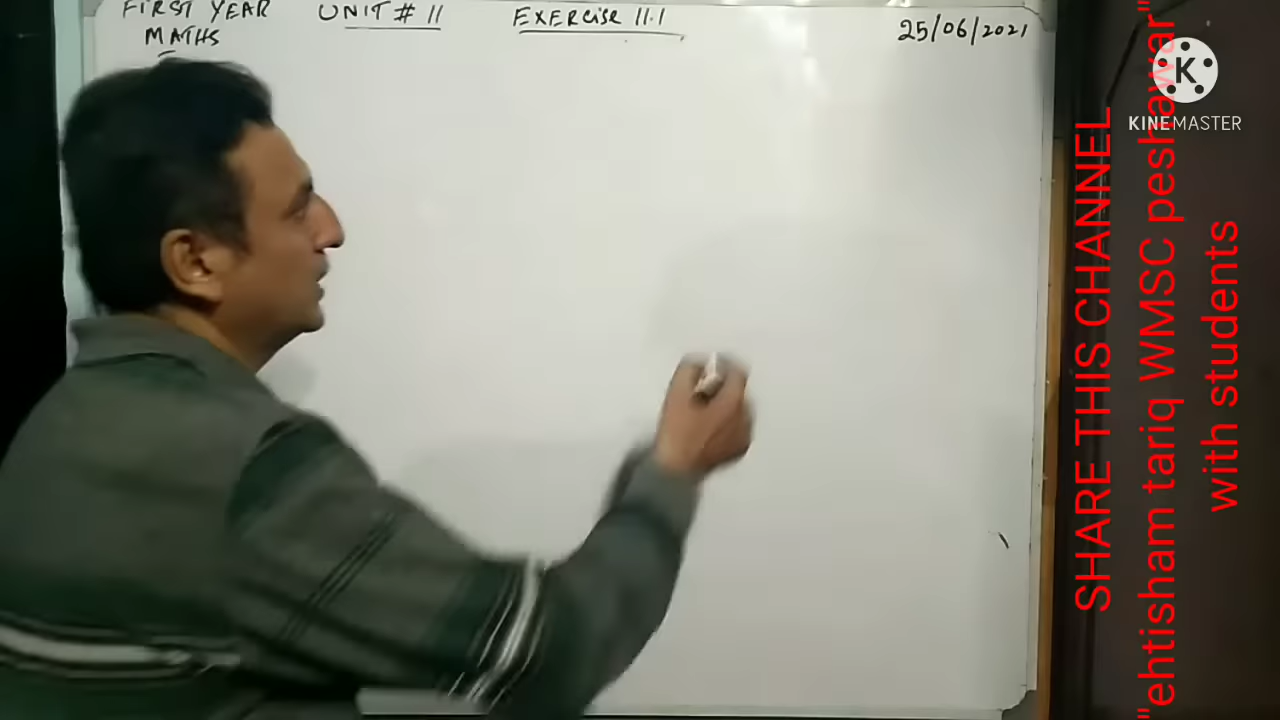 FIRST YEAR UNIT # 11 EXERCISE 11.1 25/06/2021
MATHS
K
KINEMASTER
SHARE THIS CHANNEL
"ehtisham tariq WMSC peshawar"
with students